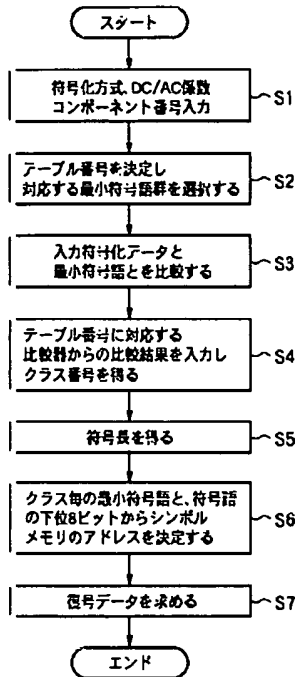 スタート
符号化方式、DC/AC係数
コンポーネント番号入力
S1
テーブル番号を決定し
対応する最小符号語群を選択する
S2
入力符号化データと
最小符号語とを比較する
S3
テーブル番号に対応する
比較器からの比較結果を入力し
クラス番号を得る
S4
符号長を得る
S5
クラス毎の最小符号語と、符号語
の下位8ビットからシンボル
メモリのアドレスを決定する
S6
復号データを求める
S7
エンド